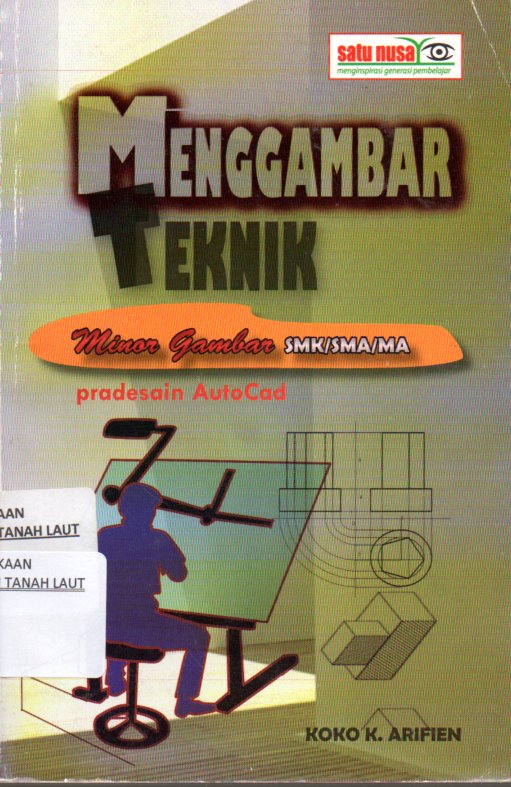 satu nusa
menginspirasi generasi pembelajar
MENGGAMBAR
TEKNIK
Minor Gambar SMK/SMA/MA
pradesain AutoCad
AAN
TANAH LAUT
KAAN
TANAH LAUT
KOKO K. ARIFIEN